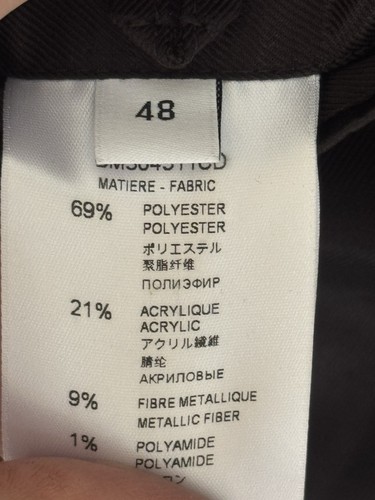 48
MATIERE - FABRIC
69% POLYESTER
POLYESTER
ポリエステル
聚脂纤维
ПОЛИЭФИР
21% ACRYLIQUE
ACRYLIC
アクリル繊維
腈纶
АКРИЛОВЫЕ
9% FIBRE METALLIQUE
METALLIC FIBER
1% POLYAMIDE
POLYAMIDE